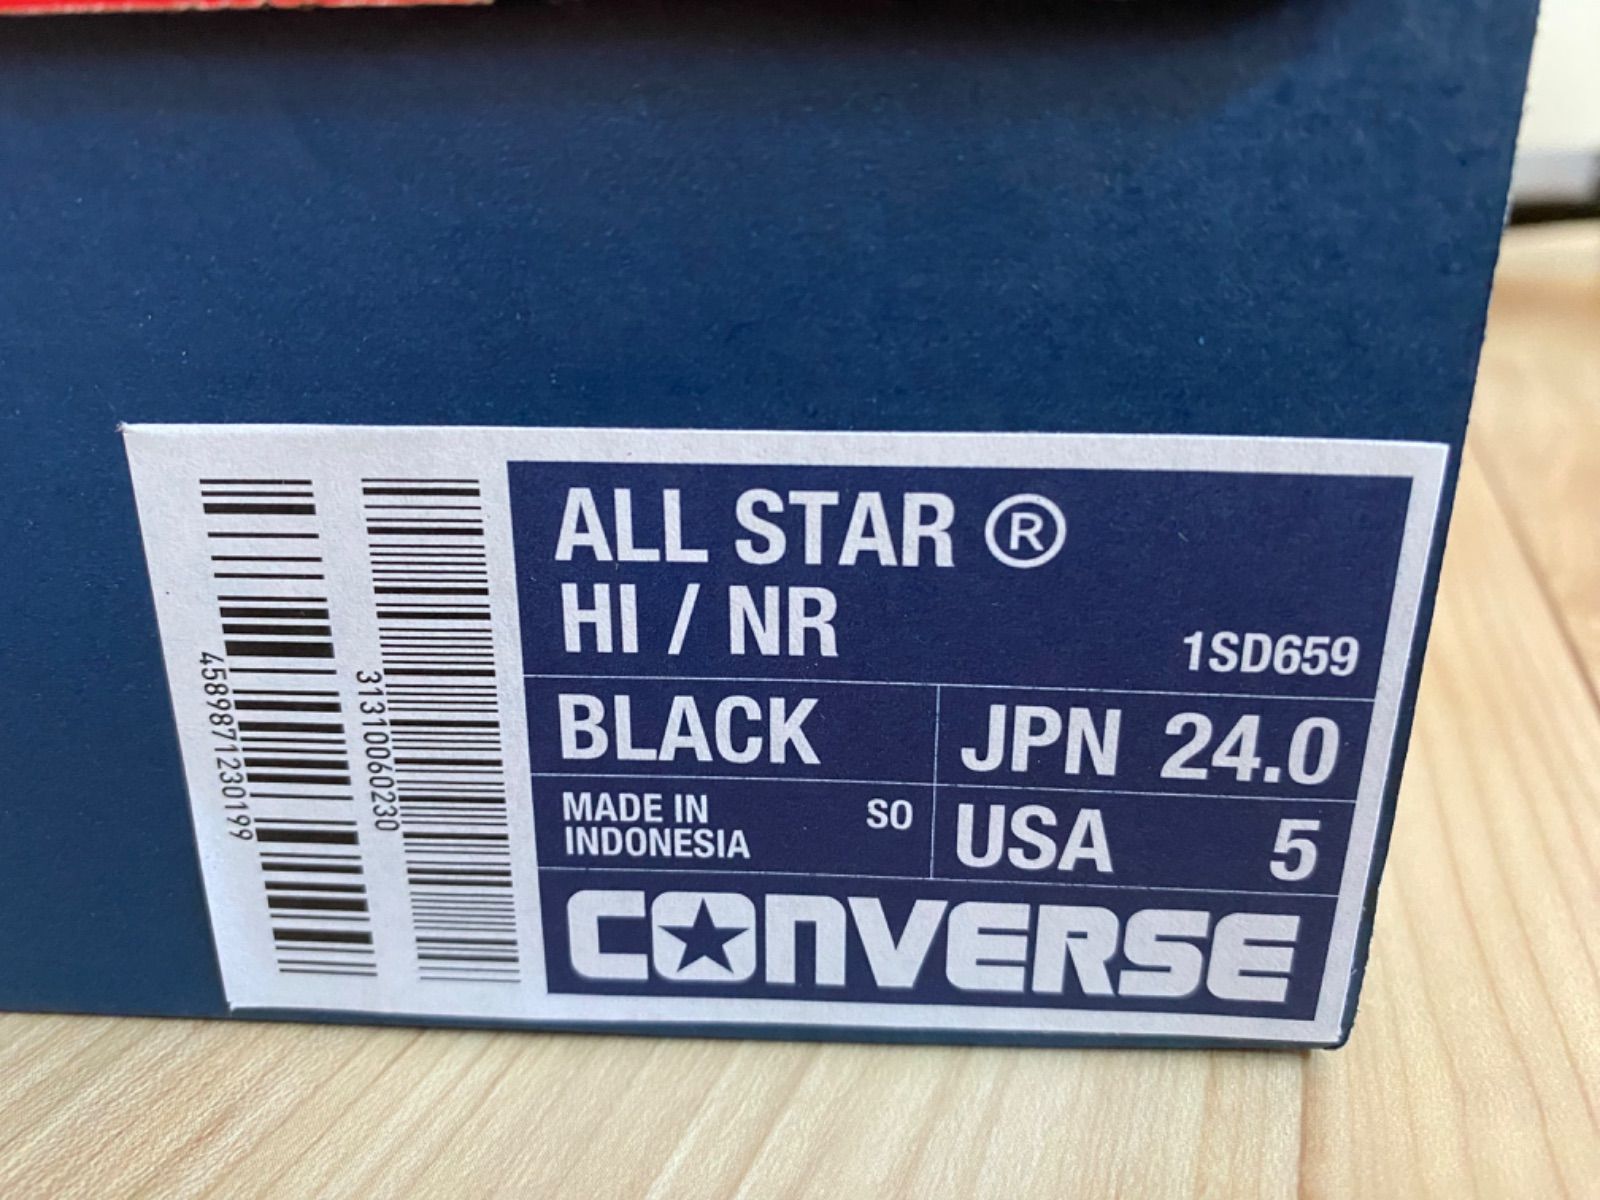 ALL STAR ®
HI / NR
1SD659
BLACK
JPN 24.0
MADE IN
INDONESIA
SO
USA 5
CONVERSE
4589871230199
31310060230